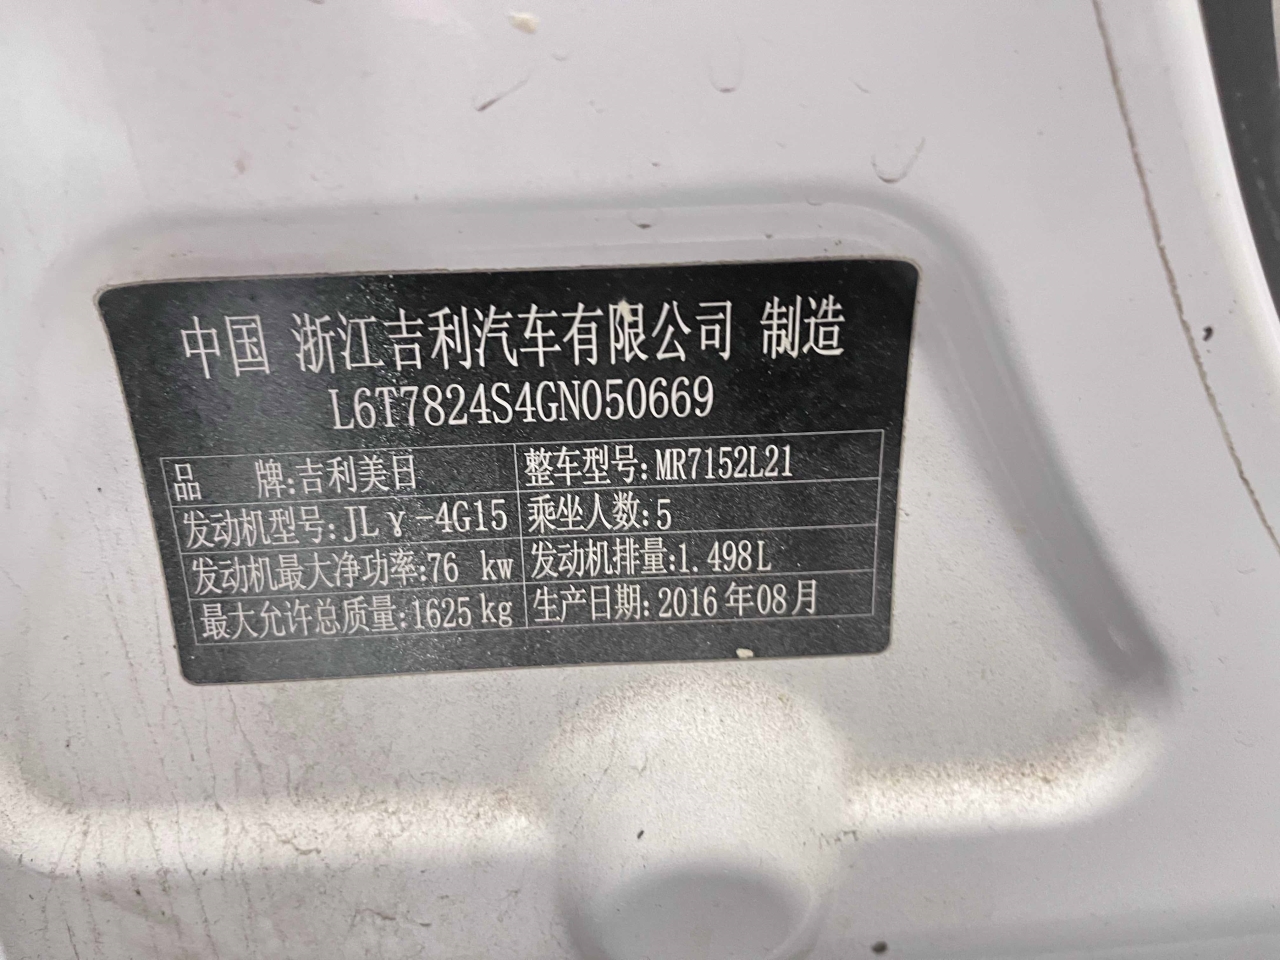 中国 浙江吉利汽车有限公司 制造
L6T7824S4GN050669
品 牌:吉利美日 整车型号:MR7152L21
发动机型号:JLγ-4G15 乘坐人数:5
发动机最大净功率:76 kw 发动机排量:1.498L
最大允许总质量:1625kg 生产日期:2016年08月